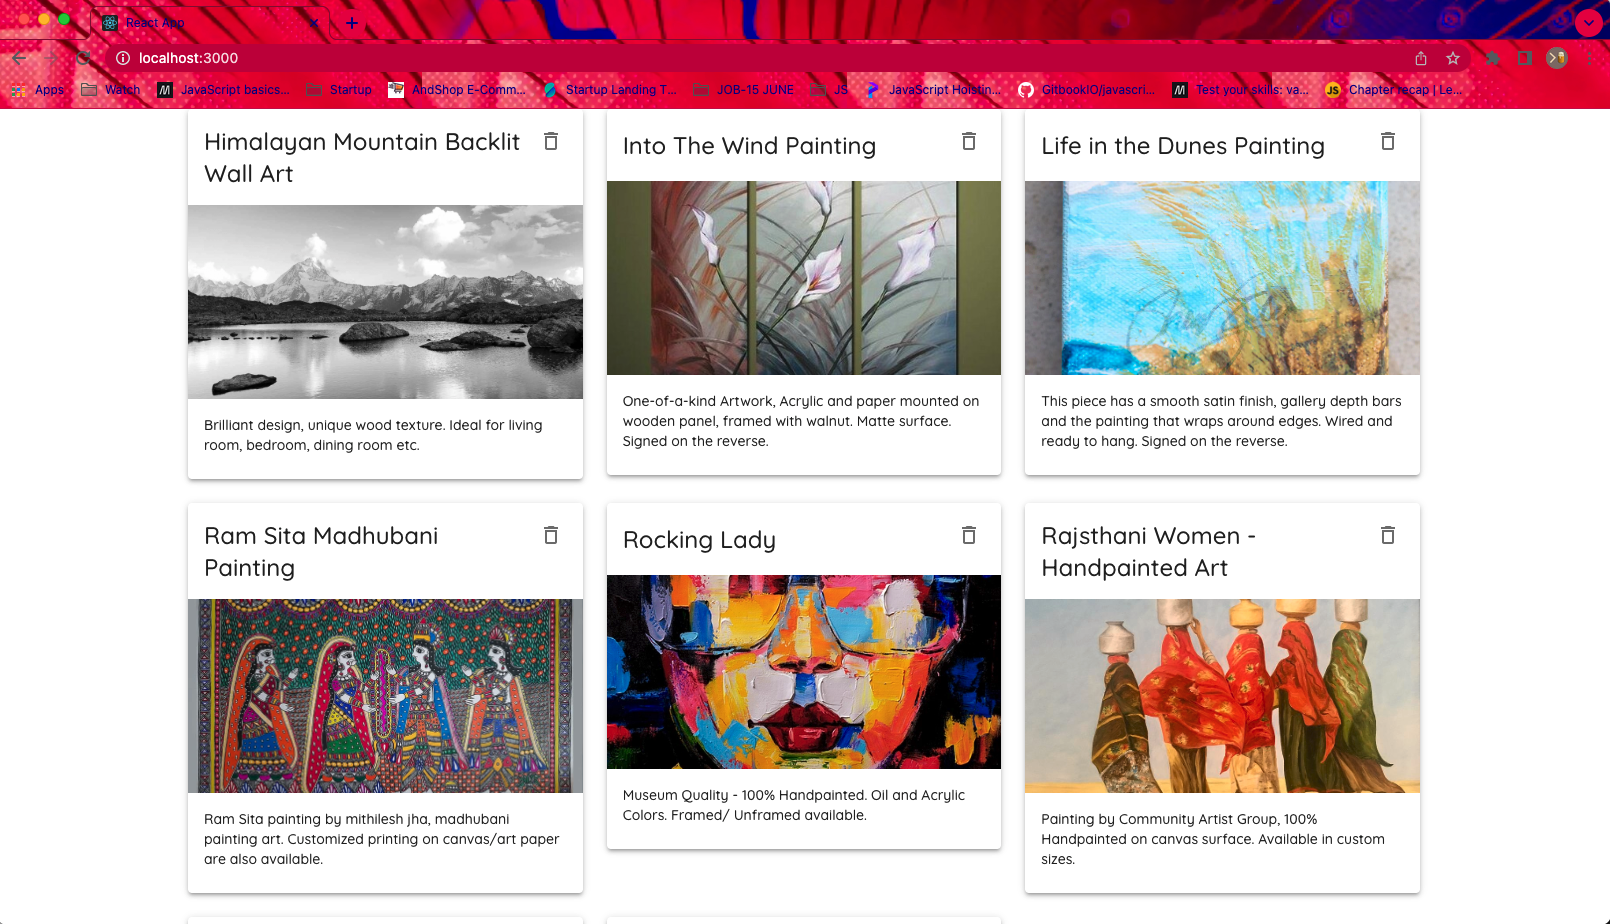 React App
localhost:3000
Apps
Watch
JavaScript basics...
Startup
AndShop E-Comm...
Startup Landing T...
JOB-15 JUNE
JS
JavaScript Hoistin...
GitbookIO/javascri...
Test your skills: va...
Chapter recap | Le...
Himalayan Mountain Backlit
Wall Art
Brilliant design, unique wood texture. Ideal for living
room, bedroom, dining room etc.
Into The Wind Painting
One-of-a-kind Artwork, Acrylic and paper mounted on
wooden panel, framed with walnut. Matte surface.
Signed on the reverse.
Life in the Dunes Painting
This piece has a smooth satin finish, gallery depth bars
and the painting that wraps around edges. Wired and
ready to hang. Signed on the reverse.
Ram Sita Madhubani
Painting
Ram Sita painting by mithilesh jha, madhubani
painting art. Customized printing on canvas/art paper
are also available.
Rocking Lady
Museum Quality - 100% Handpainted. Oil and Acrylic
Colors. Framed/ Unframed available.
Rajsthani Women -
Handpainted Art
Painting by Community Artist Group, 100%
Handpainted on canvas surface. Available in custom
sizes.